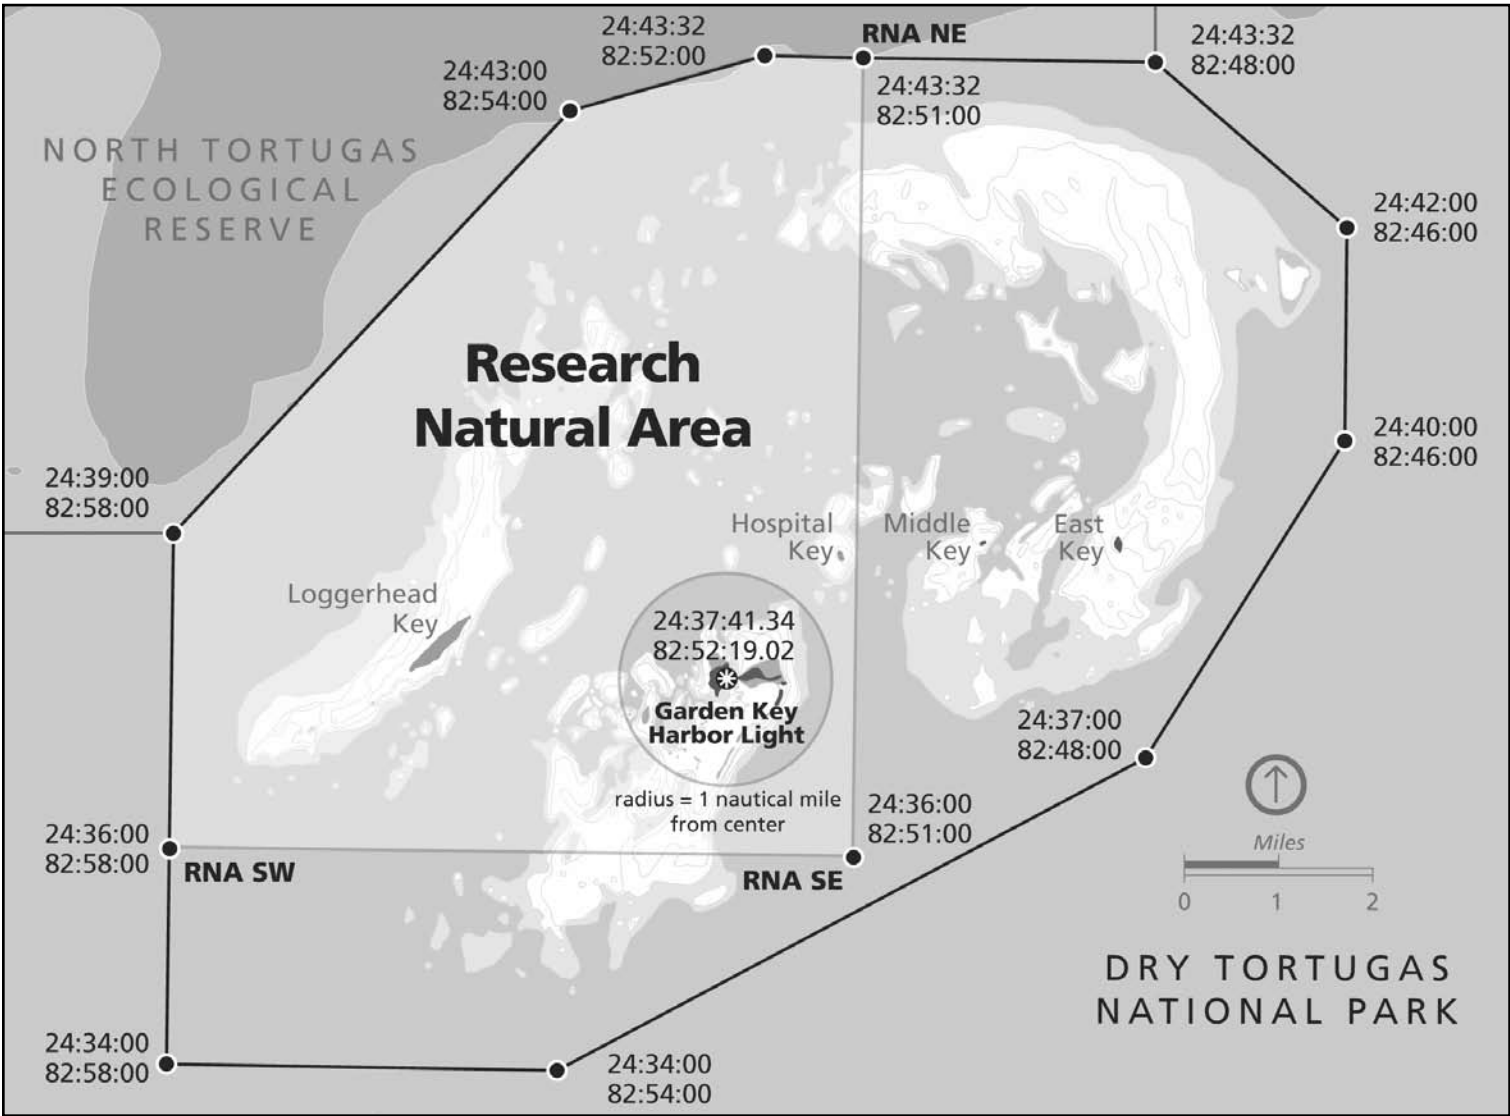 24:43:32
82:52:00
RNA NE
24:43:32
82:48:00
24:43:00
82:54:00
24:43:32
82:51:00
NORTH TORTUGAS
ECOLOGICAL
RESERVE
24:42:00
82:46:00
Research
Natural Area
24:40:00
82:46:00
24:39:00
82:58:00
Hospital
Key
Middle
Key
East
Key
Loggerhead
Key
24:37:41.34
82:52:19.02
Garden Key
Harbor Light
radius = 1 nautical mile
from center
24:37:00
82:48:00
24:36:00
82:51:00
24:36:00
82:58:00
RNA SW
RNA SE
Miles
0 1 2
DRY TORTUGAS
NATIONAL PARK
24:34:00
82:58:00
24:34:00
82:54:00